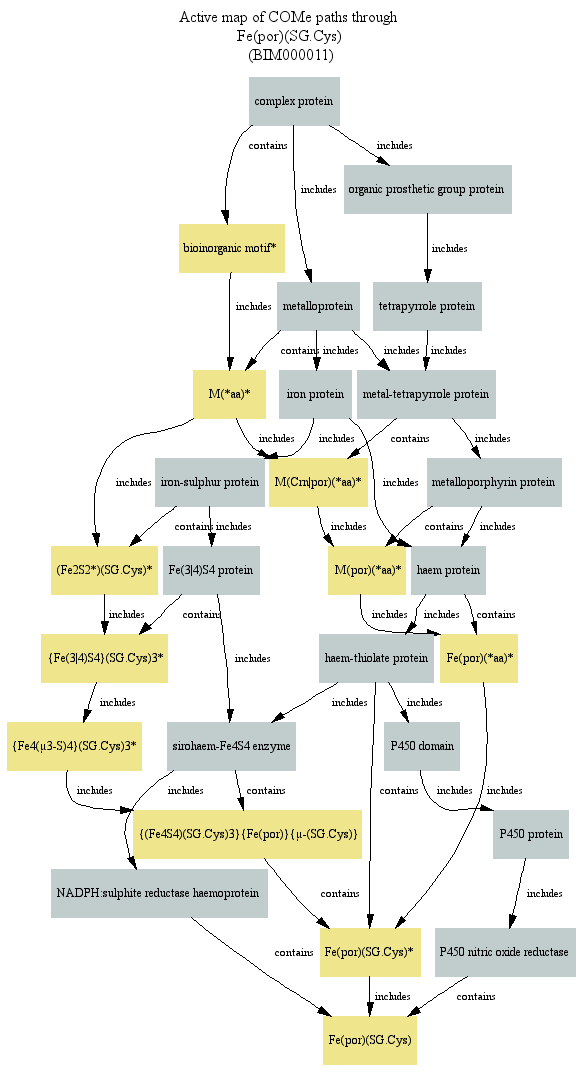 Active map of COMe paths through
Fe(por)(SG.Cys)
(BIM000011)
complex protein
contains
includes
includes
organic prosthetic group protein
bioinorganic motif*
includes
includes
metalloprotein
tetrapyrrole protein
contains
includes
includes
includes
M(*aa)*
iron protein
metal-tetrapyrrole protein
includes
includes
contains
includes
includes
iron-sulphur protein
M(Crn|por)(*aa)*
includes
metalloporphyrin protein
contains
includes
includes
contains
includes
(Fe2S2*)(SG.Cys)*
Fe(3|4)S4 protein
M(por)(*aa)*
haem protein
includes
contains
includes
includes
contains
{Fe(3|4)S4}(SG.Cys)3*
includes
haem-thiolate protein
Fe(por)(*aa)*
includes
includes
includes
{Fe4(µ3-S)4}(SG.Cys)3*
sirohaem-Fe4S4 enzyme
P450 domain
includes
includes
contains
contains
includes
includes
{(Fe4S4)(SG.Cys)3}{Fe(por)}{µ-(SG.Cys)}
P450 protein
NADPH:sulphite reductase haemoprotein
contains
includes
contains
Fe(por)(SG.Cys)*
P450 nitric oxide reductase
includes
contains
Fe(por)(SG.Cys)